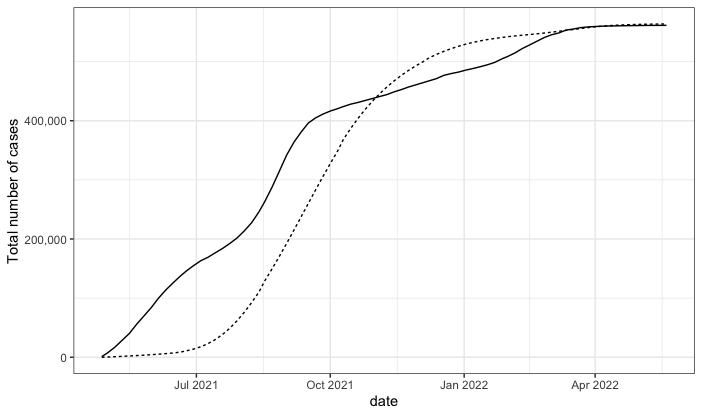 Total number of cases
400,000
200,000
0
Jul 2021
Oct 2021
Jan 2022
Apr 2022
date